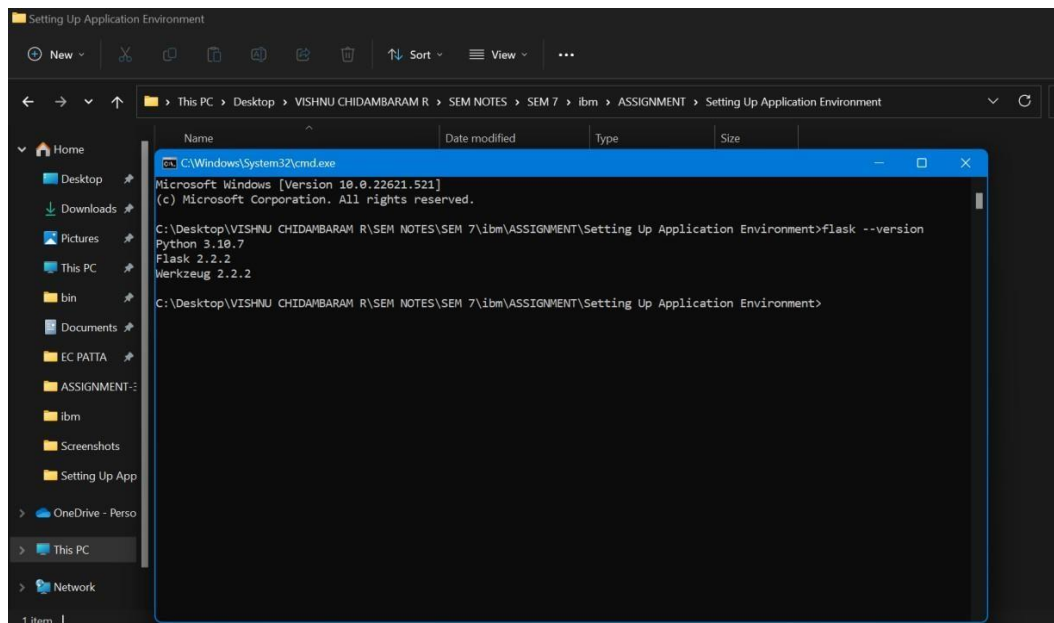 Setting Up Application Environment
New
Sort
View
This PC > Desktop > VISHNU CHIDAMBARAM R > SEM NOTES > SEM 7 > ibm > ASSIGNMENT > Setting Up Application Environment
Name Date modified Type Size
Home
Desktop
Downloads
Pictures
This PC
bin
Documents
EC PATTA
ASSIGNMENT-3
ibm
Screenshots
Setting Up App
OneDrive - Perso
This PC
Network
1 item
C:\Windows\System32\cmd.exe
Microsoft Windows [Version 10.0.22621.521]
(c) Microsoft Corporation. All rights reserved.
C:\Desktop\VISHNU CHIDAMBARAM R\SEM NOTES\SEM 7\ibm\ASSIGNMENT\Setting Up Application Environment>flask --version
Python 3.10.7
Flask 2.2.2
Werkzeug 2.2.2
C:\Desktop\VISHNU CHIDAMBARAM R\SEM NOTES\SEM 7\ibm\ASSIGNMENT\Setting Up Application Environment>